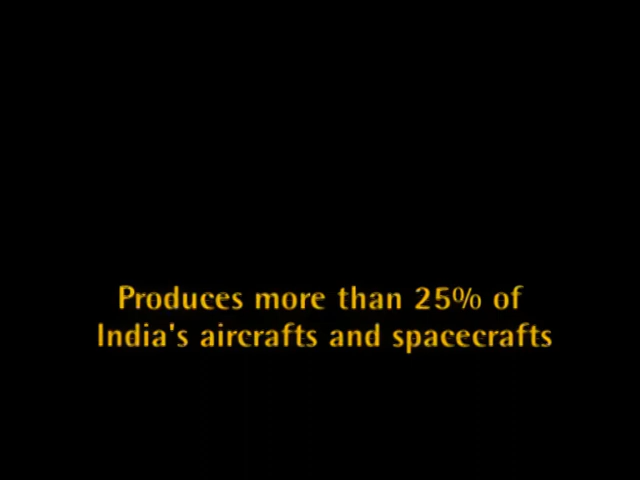 Produces more than 25% of
India's aircrafts and spacecrafts